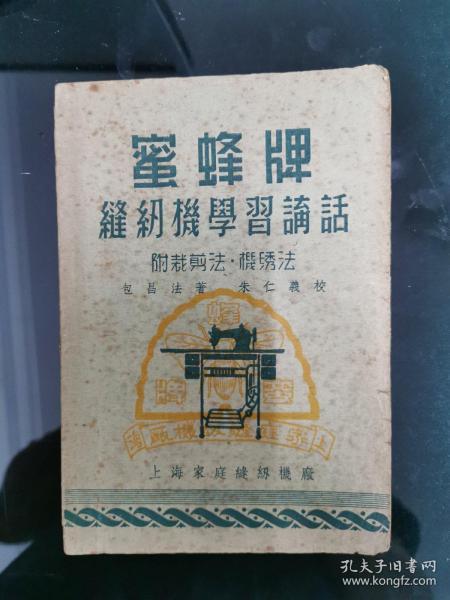 蜜蜂牌
縫紉機學習講話
附裁剪法·機綉法
包昌法著 朱仁義校
蜂
上海家庭縫紉機廠
孔夫子旧书网
www.kongfz.com